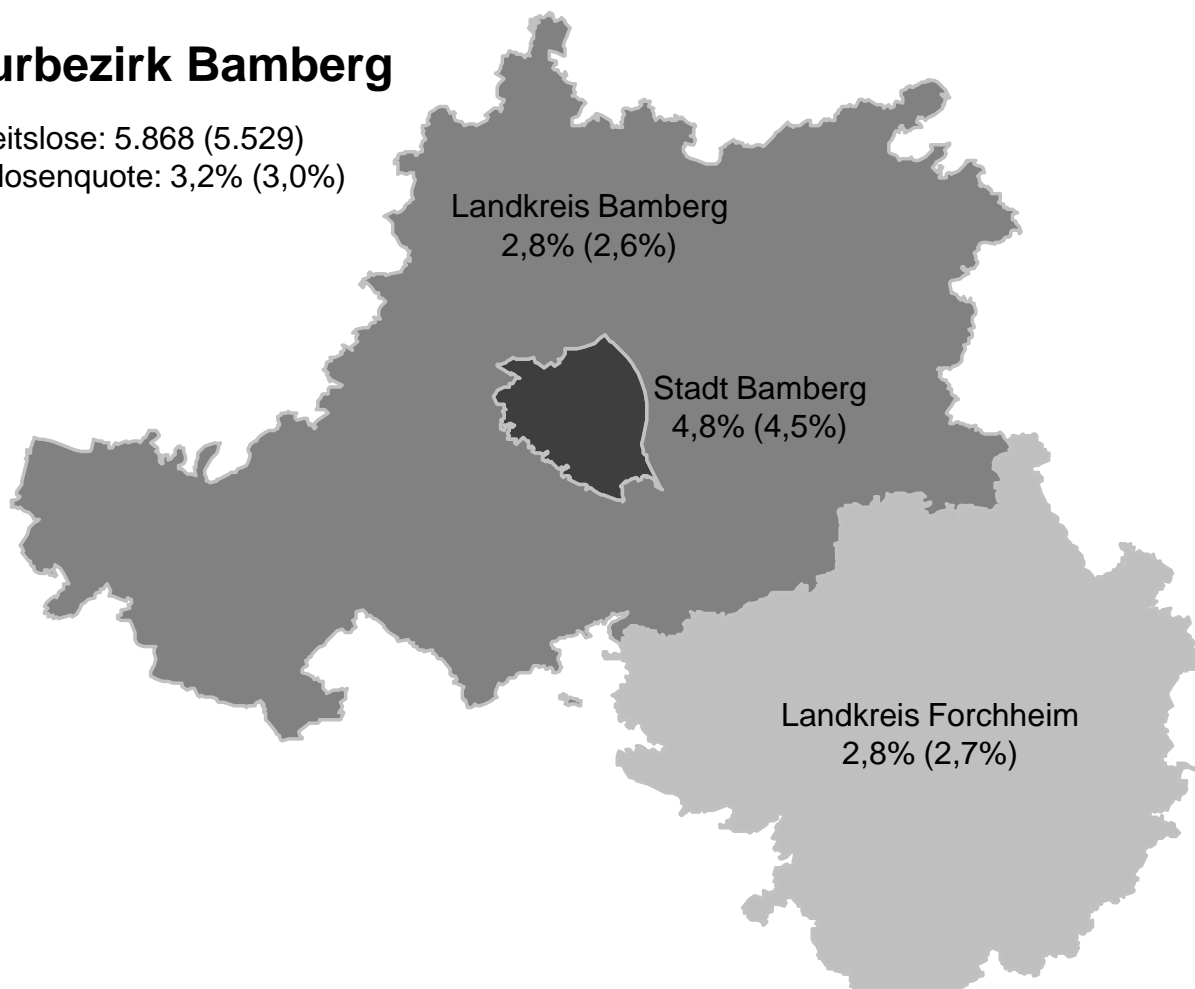 urbezirk Bamberg
eitslose: 5.868 (5.529)
losenquote: 3,2% (3,0%)
Landkreis Bamberg
2,8% (2,6%)
Stadt Bamberg
4,8% (4,5%)
Landkreis Forchheim
2,8% (2,7%)